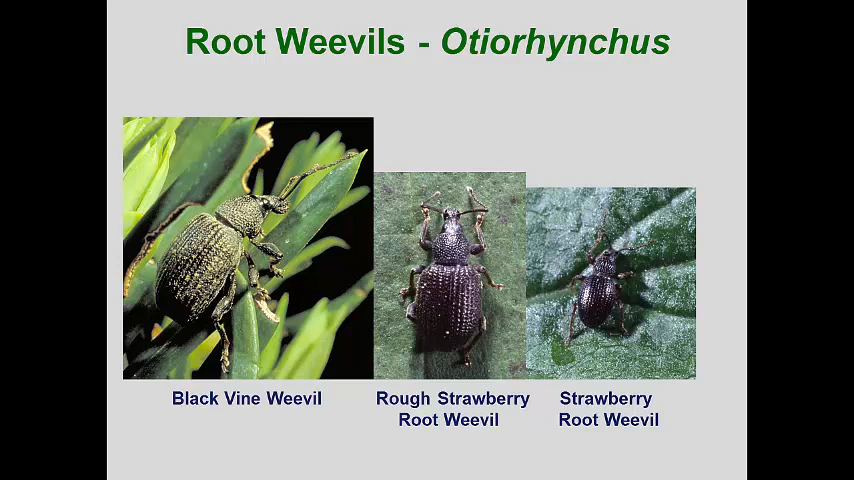 Root Weevils - Otiorhynchus
Black Vine Weevil
Rough Strawberry
Root Weevil
Strawberry
Root Weevil